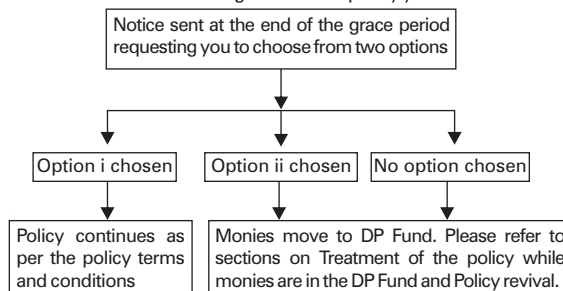 Notice sent at the end of the grace period
requesting you to choose from two options
Option i chosen
Option ii chosen
No option chosen
Policy continues as
per the policy terms
and conditions
Monies move to DP Fund. Please refer to
sections on Treatment of the policy while
monies are in the DP Fund and Policy revival.